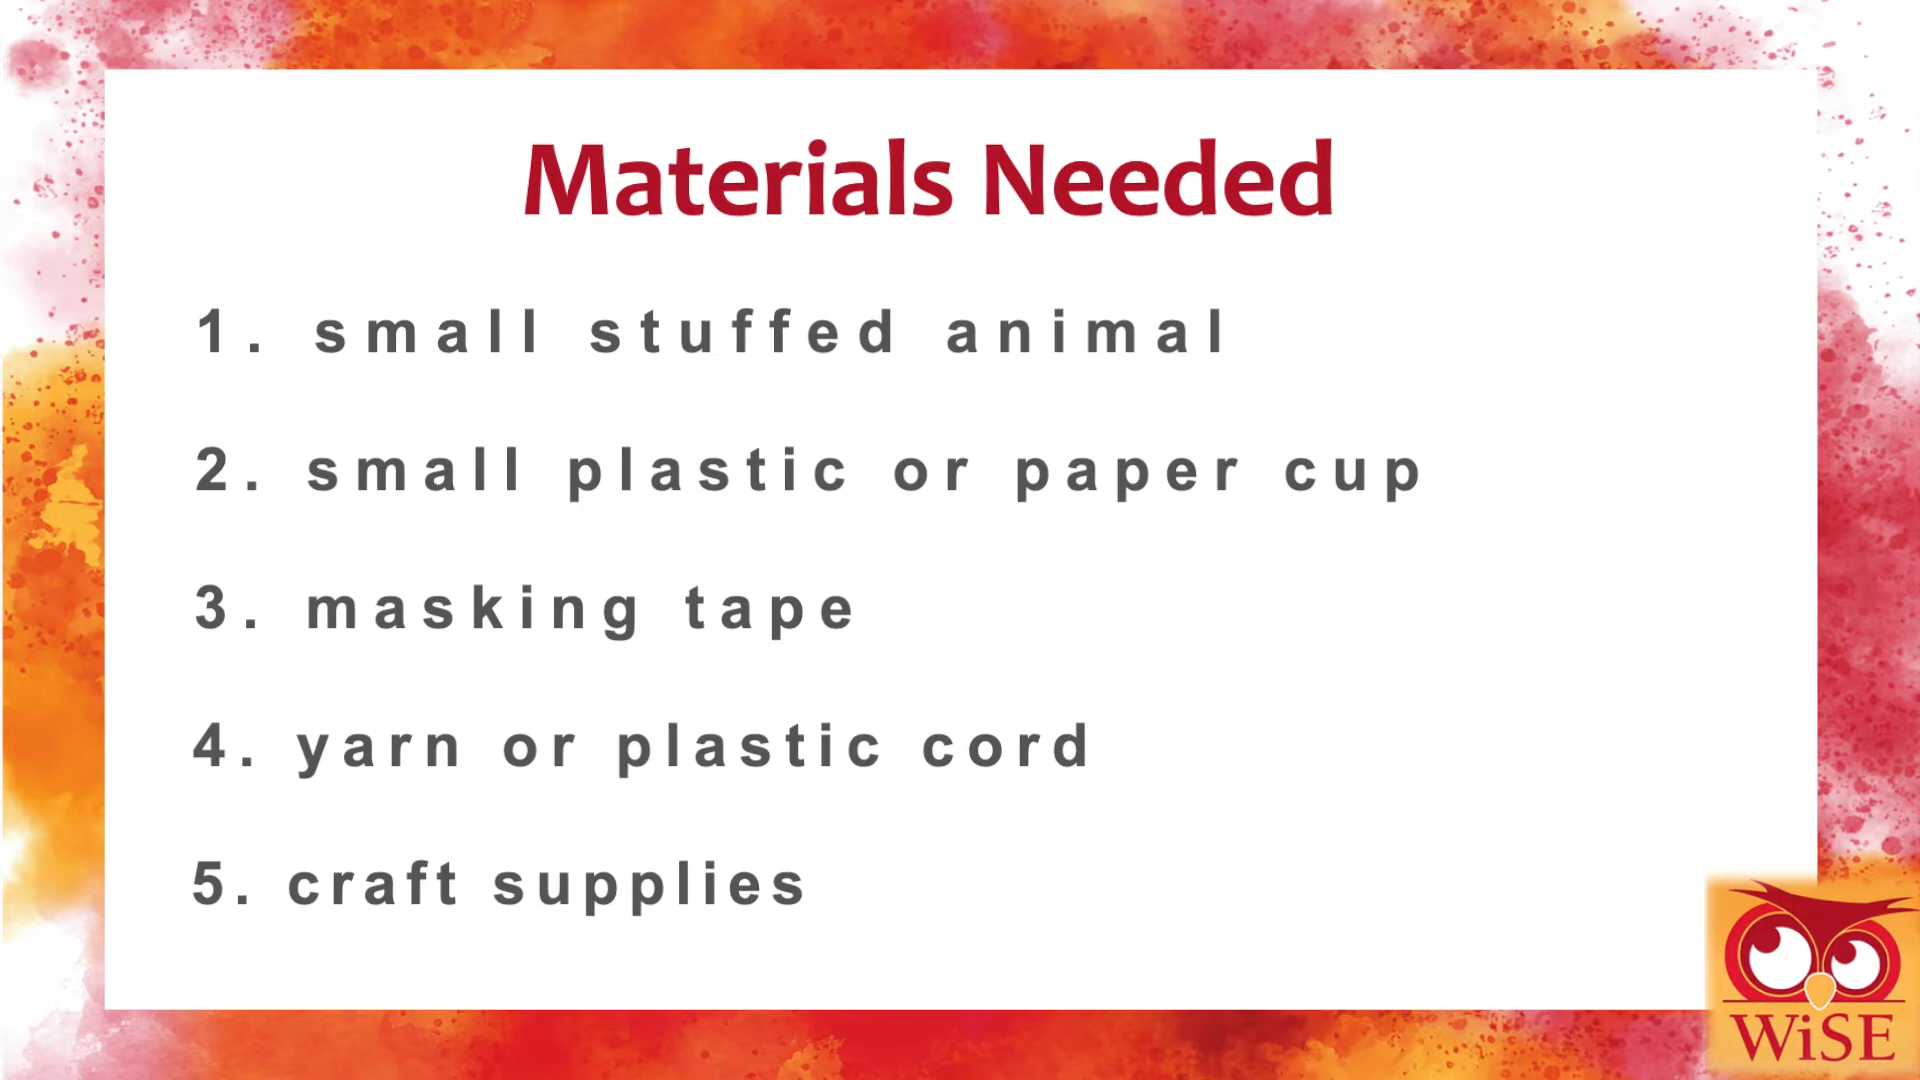 Materials Needed
1. small stuffed animal
2. small plastic or paper cup
3. masking tape
4. yarn or plastic cord
5. craft supplies
WiSE